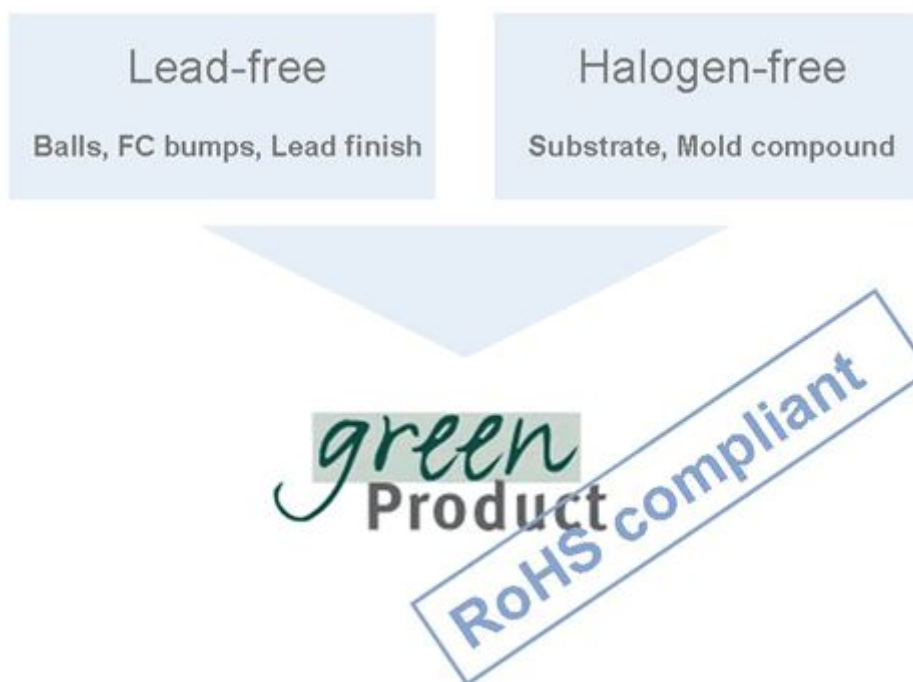 Lead-free
Balls, FC bumps, Lead finish
Halogen-free
Substrate, Mold compound
green
Product
RoHS compliant